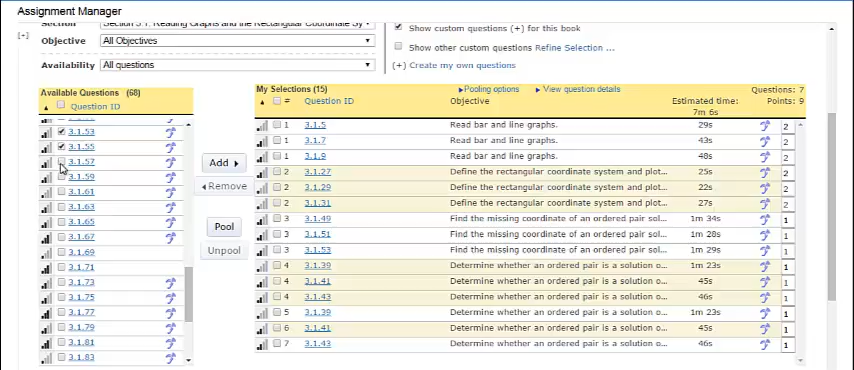 Assignment Manager
Section Section 3.1: Reading Graphs and the Rectangular Coordinate Sy
[+]
Objective All Objectives
Availability All questions
Show custom questions (+) for this book
Show other custom questions Refine Selection ...
(+) Create my own questions
Available Questions (68)
Question ID
3.1.53
3.1.55
3.1.57
3.1.59
3.1.61
3.1.63
3.1.65
3.1.67
3.1.69
3.1.71
3.1.73
3.1.75
3.1.77
3.1.79
3.1.81
3.1.83
Add
Remove
Pool
Unpool
My Selections (15) Pooling options View question details Questions: 7
Points: 9
# Question ID Objective Estimated time:
7m 6s
1 3.1.5 Read bar and line graphs. 29s 2
1 3.1.7 Read bar and line graphs. 43s 2
1 3.1.9 Read bar and line graphs. 48s 2
2 3.1.27 Define the rectangular coordinate system and plot... 25s 2
2 3.1.29 Define the rectangular coordinate system and plot... 22s 2
2 3.1.31 Define the rectangular coordinate system and plot... 27s 2
3 3.1.49 Find the missing coordinate of an ordered pair sol... 1m 34s 1
3 3.1.51 Find the missing coordinate of an ordered pair sol... 1m 28s 1
3 3.1.53 Find the missing coordinate of an ordered pair sol... 1m 29s 1
4 3.1.39 Determine whether an ordered pair is a solution o... 1m 23s 1
4 3.1.41 Determine whether an ordered pair is a solution o... 45s 1
4 3.1.43 Determine whether an ordered pair is a solution o... 46s 1
5 3.1.39 Determine whether an ordered pair is a solution o... 1m 23s 1
6 3.1.41 Determine whether an ordered pair is a solution o... 45s 1
7 3.1.43 Determine whether an ordered pair is a solution o... 46s 1